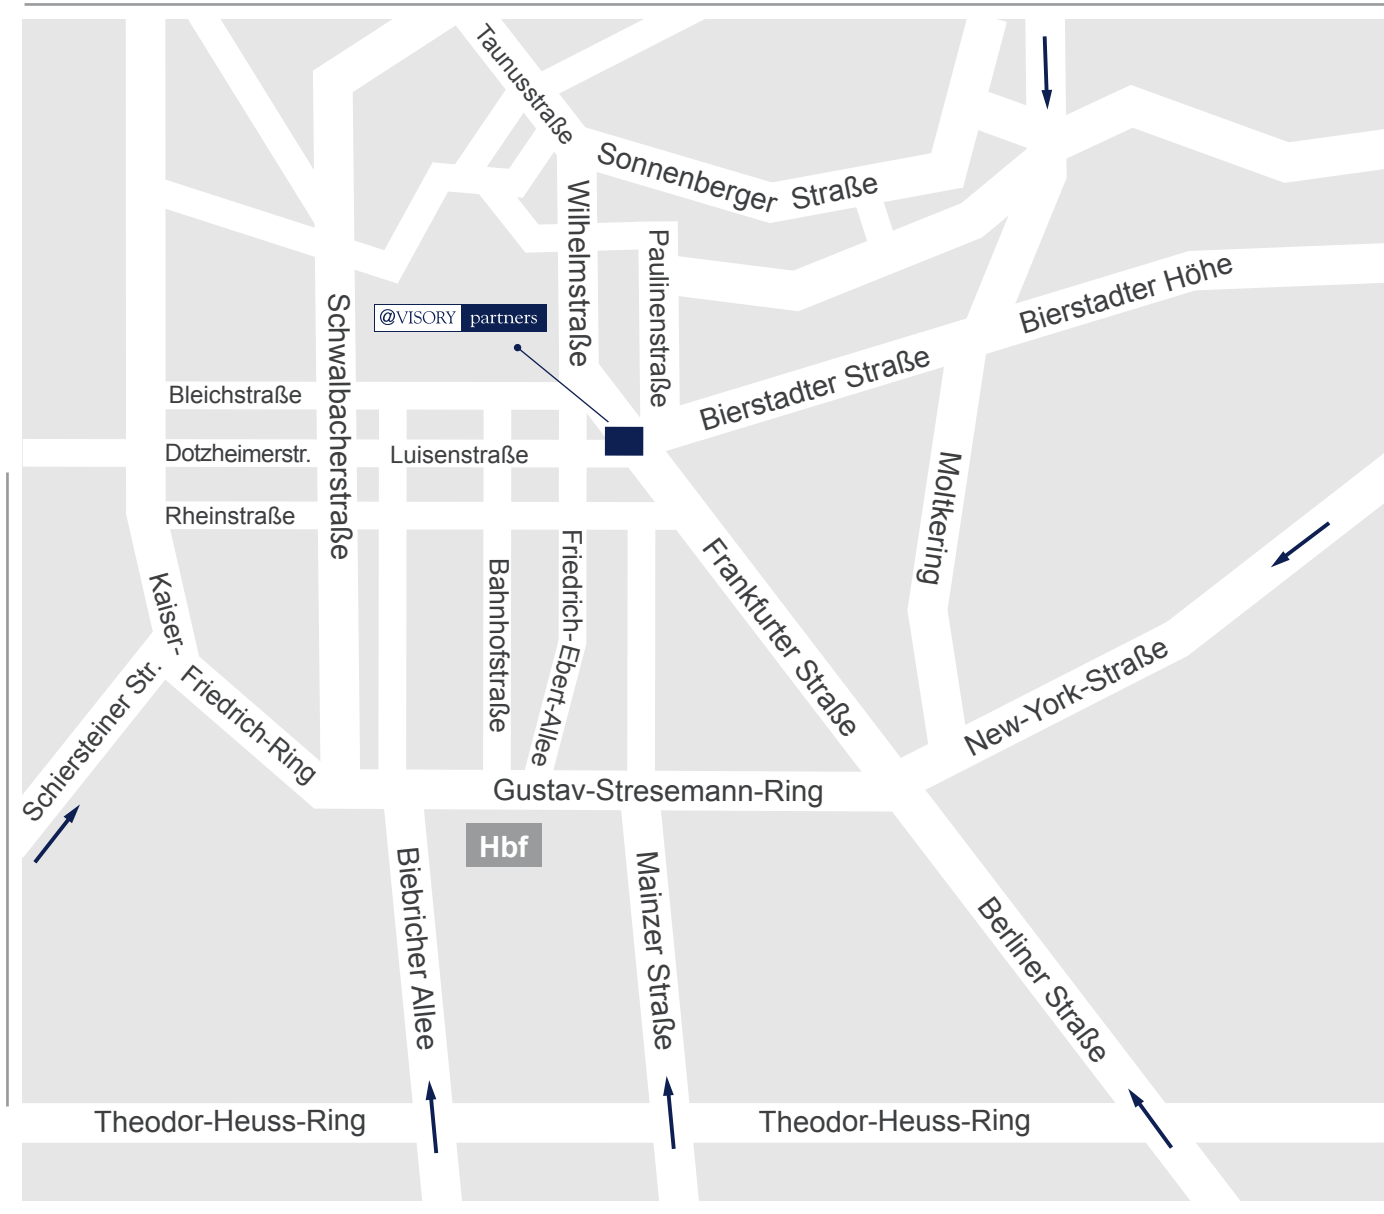 Taunusstraße
Sonnenberger Straße
Wilhelmstraße
Paulinenstraße
Bierstadter Höhe
Schwalbacherstraße
@VISORY partners
Bierstadter Straße
Bleichstraße
Dotzheimerstr.
Luisenstraße
Moltkering
Rheinstraße
Friedrich-Ebert-Allee
Frankfurter Straße
Bahnhofstraße
Kaiser-
Friedrich-Ring
Schiersteiner Str.
New-York-Straße
Gustav-Stresemann-Ring
Hbf
Biebricher Allee
Mainzer Straße
Berliner Straße
Theodor-Heuss-Ring
Theodor-Heuss-Ring